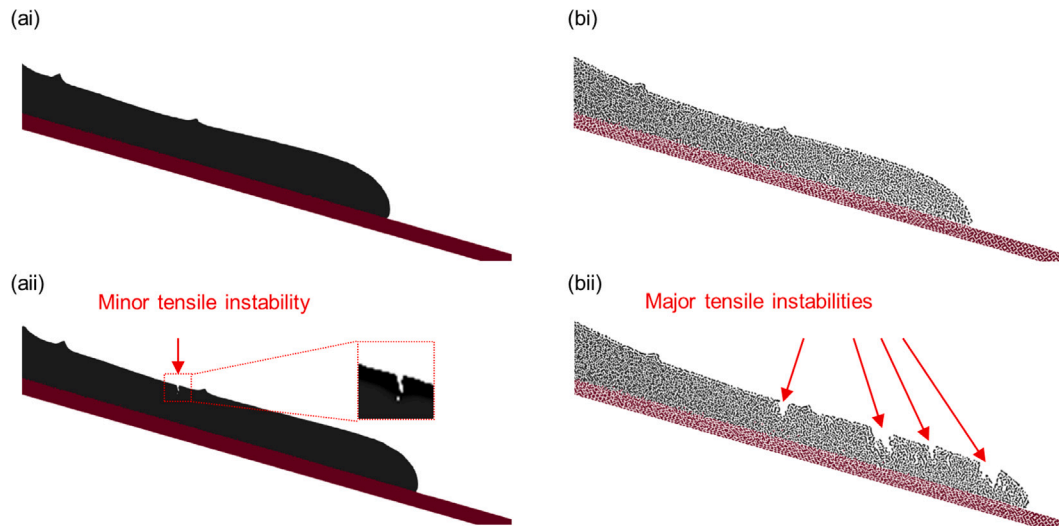 (ai)
(bi)
(aii)
Minor tensile instability
(bii)
Major tensile instabilities